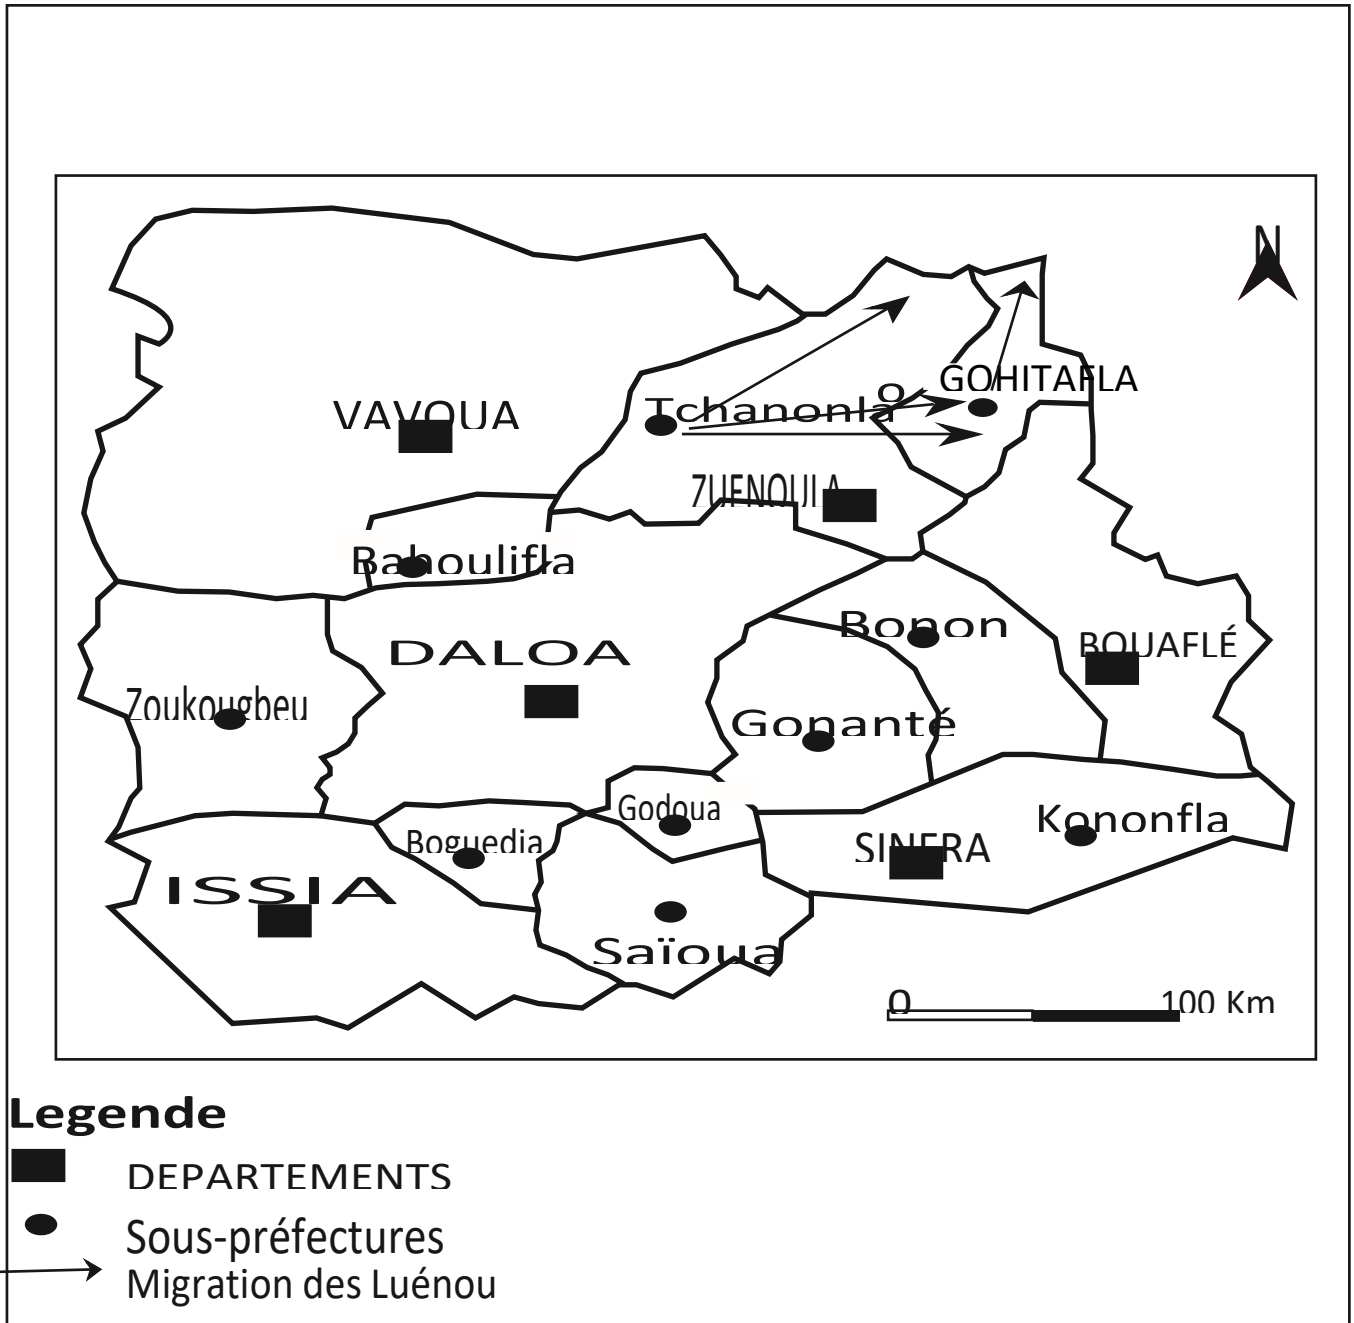 N
GOHITAFLA
O
Tchanonla
VAVOUA
ZUENOULA
Bahoulifla
Bonon
BOUAFLÉ
DALOA
Zoukougbeu
Gonanté
Godoua
Kononfla
Boguedia
SINFRA
ISSIA
Saïoua
0 100 Km
Legende
DEPARTEMENTS
Sous-préfectures
Migration des Luénou